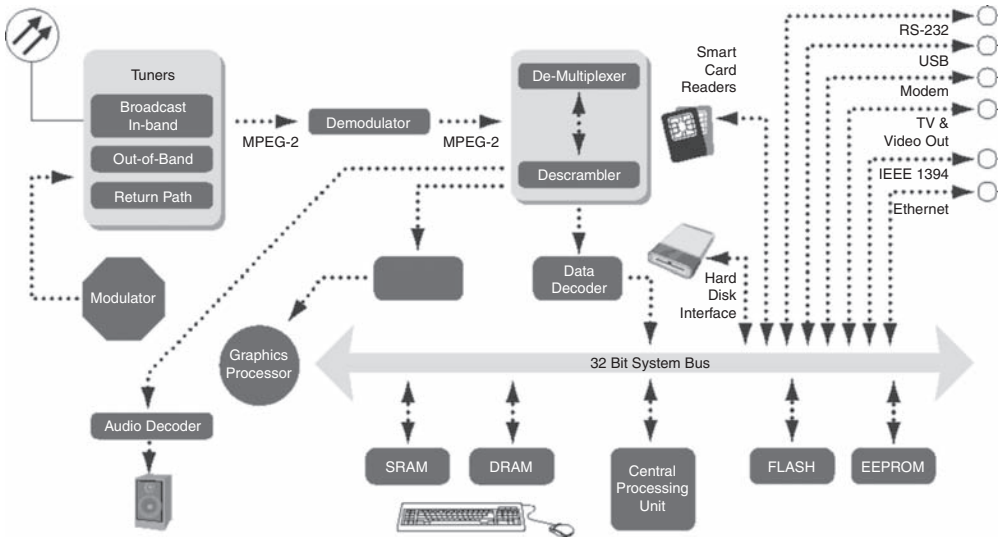 Tuners
Broadcast
In-band
Out-of-Band
Return Path
MPEG-2
Demodulator
MPEG-2
De-Multiplexer
Descrambler
Smart
Card
Readers
RS-232
USB
Modem
TV &
Video Out
IEEE 1394
Ethernet
Modulator
Data
Decoder
Hard
Disk
Interface
Graphics
Processor
32 Bit System Bus
Audio Decoder
SRAM
DRAM
Central
Processing
Unit
FLASH
EEPROM